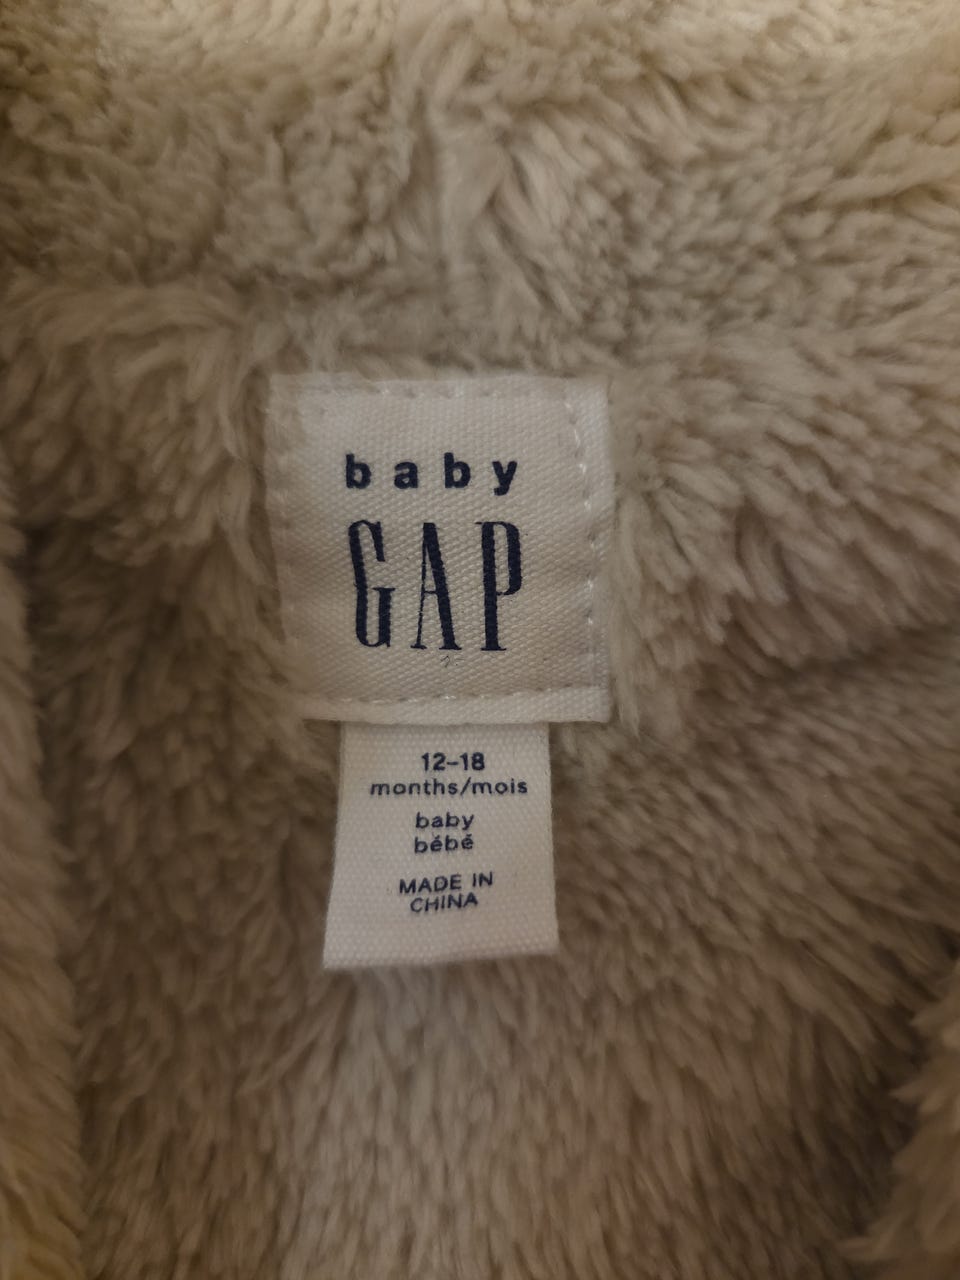 baby
GAP
12-18
months/mois
baby
bébé
MADE IN
CHINA